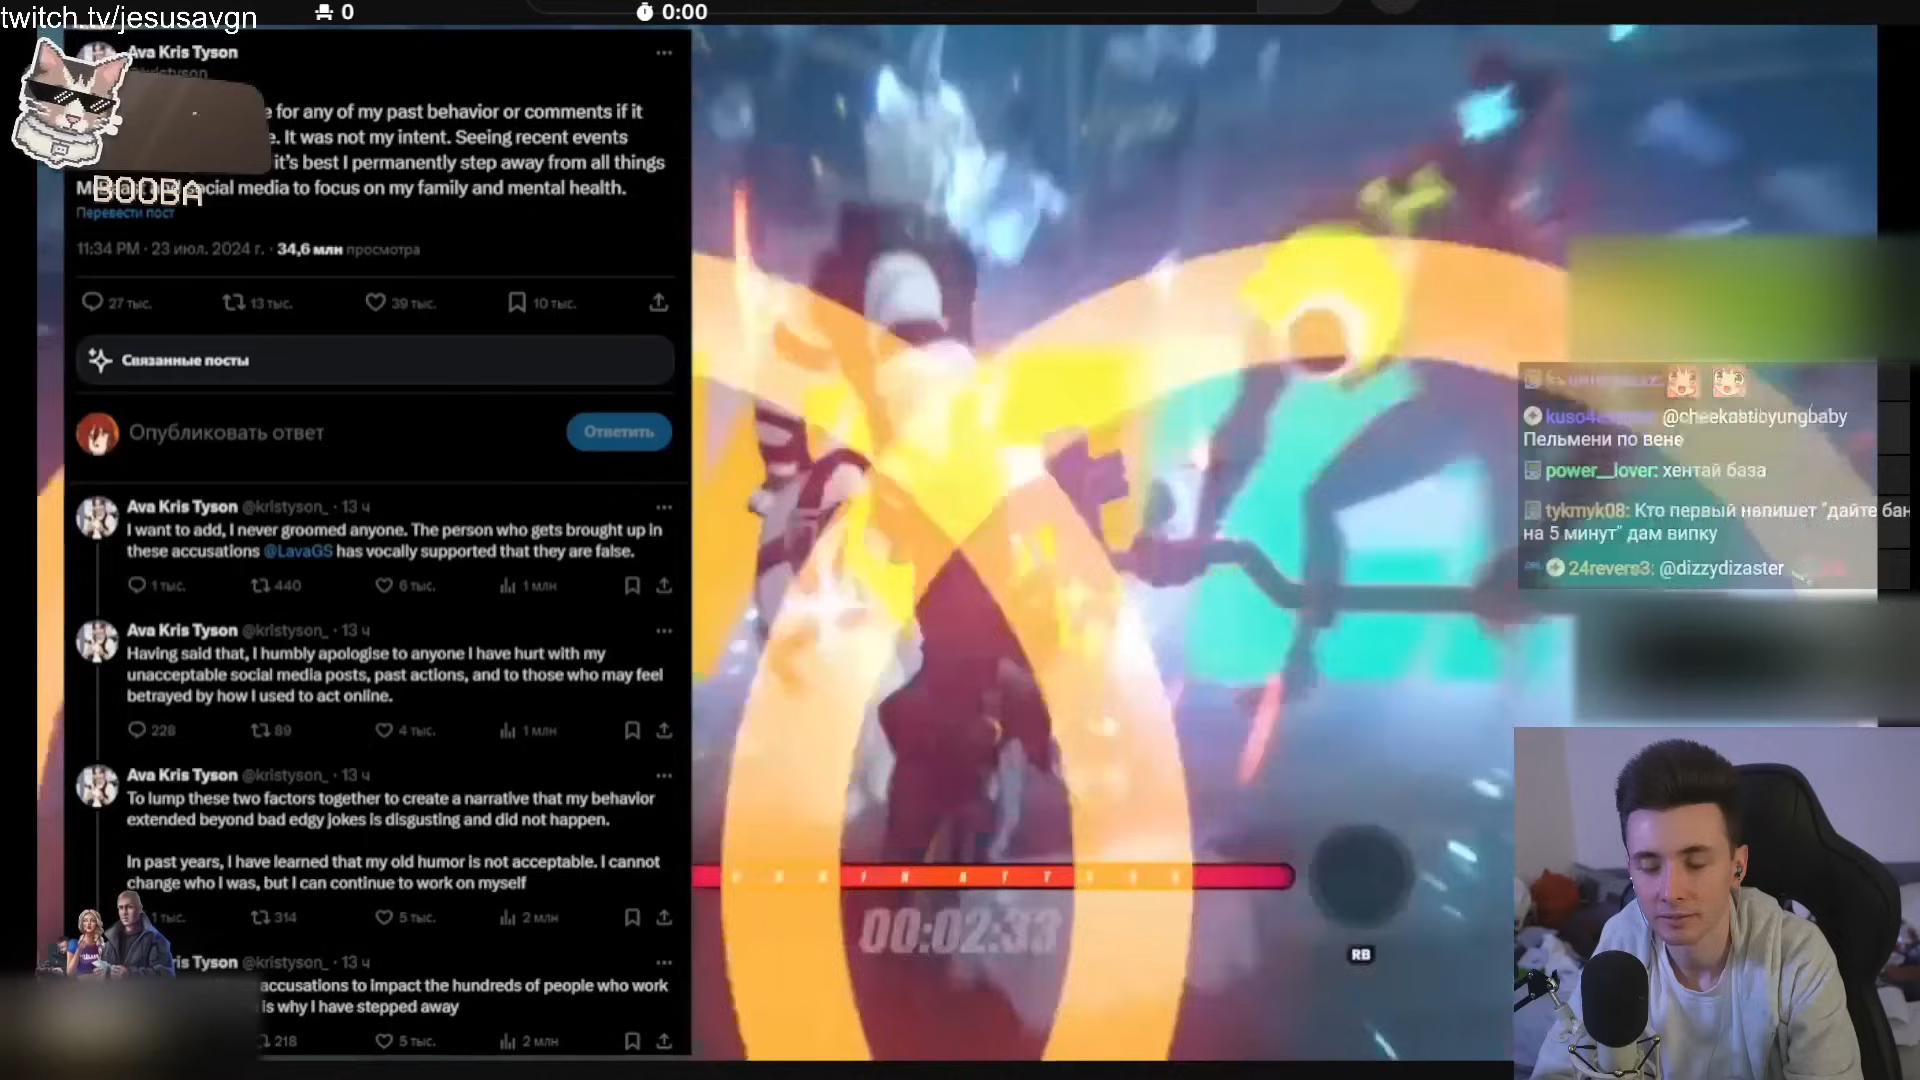 twitch.tv/jesusavgn
0
0:00
Ava Kris Tyson
e for any of my past behavior or comments if it
e. It was not my intent. Seeing recent events
it's best I permanently step away from all things
social media to focus on my family and mental health.
BOOBA
Перевести пост
11:34 PM · 23 июл. 2024 г. · 34,6 млн просмотра
27 тыс. 13 тыс. 39 тыс. 10 тыс.
Связанные посты
Опубликовать ответ
Ответить
Ava Kris Tyson @kristyson_ · 13 ч
I want to add, I never groomed anyone. The person who gets brought up in
these accusations @LavaGS has vocally supported that they are false.
1 тыс. 440 6 тыс. 1 млн
Ava Kris Tyson @kristyson_ · 13 ч
Having said that, I humbly apologise to anyone I have hurt with my
unacceptable social media posts, past actions, and to those who may feel
betrayed by how I used to act online.
228 89 4 тыс. 1 млн
Ava Kris Tyson @kristyson_ · 13 ч
To lump these two factors together to create a narrative that my behavior
extended beyond bad edgy jokes is disgusting and did not happen.
In past years, I have learned that my old humor is not acceptable. I cannot
change who I was, but I can continue to work on myself
1 тыс. 314 5 тыс. 2 млн
ris Tyson @kristyson_ · 13 ч
accusations to impact the hundreds of people who work
is why I have stepped away
218 5 тыс. 2 млн
00:02:33
RB
Пельмени по вене
power__lover: хентай база
tykmyk08: Кто первый напишет "дайте бан
на 5 минут" дам випку
24revers3: @dizzydizaster